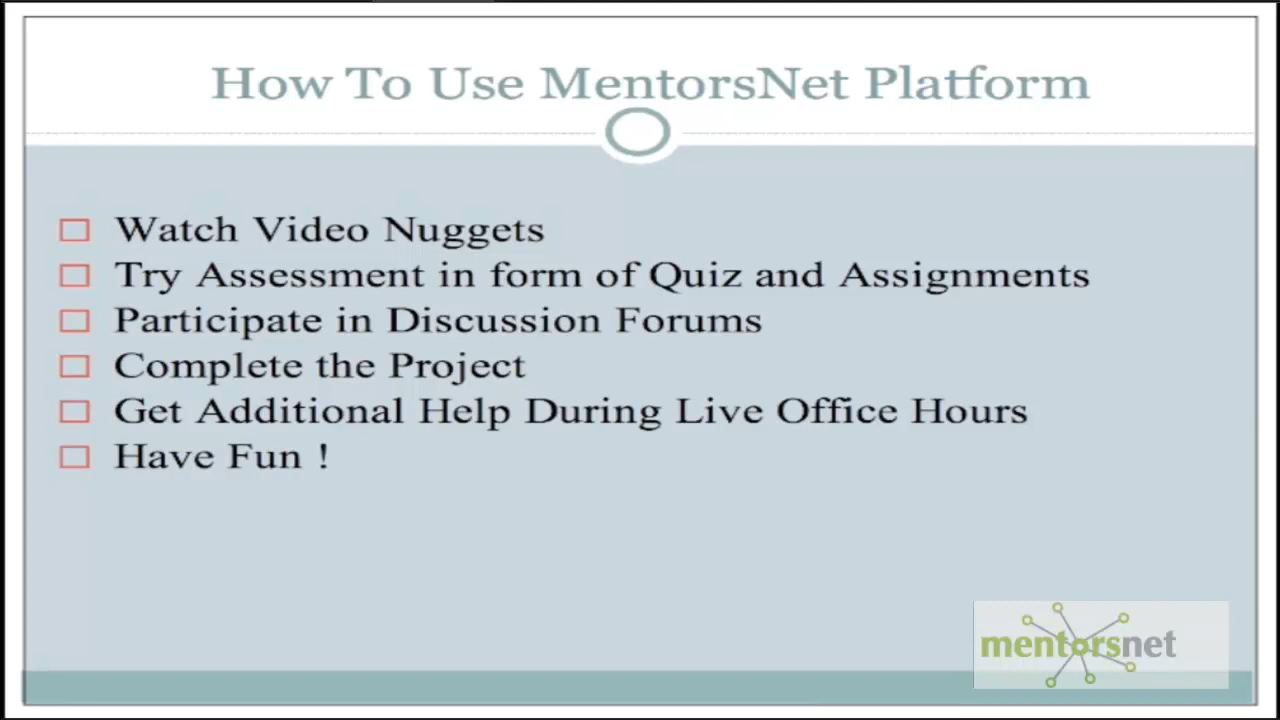 How To Use MentorsNet Platform
Watch Video Nuggets
Try Assessment in form of Quiz and Assignments
Participate in Discussion Forums
Complete the Project
Get Additional Help During Live Office Hours
Have Fun !
mentorsnet